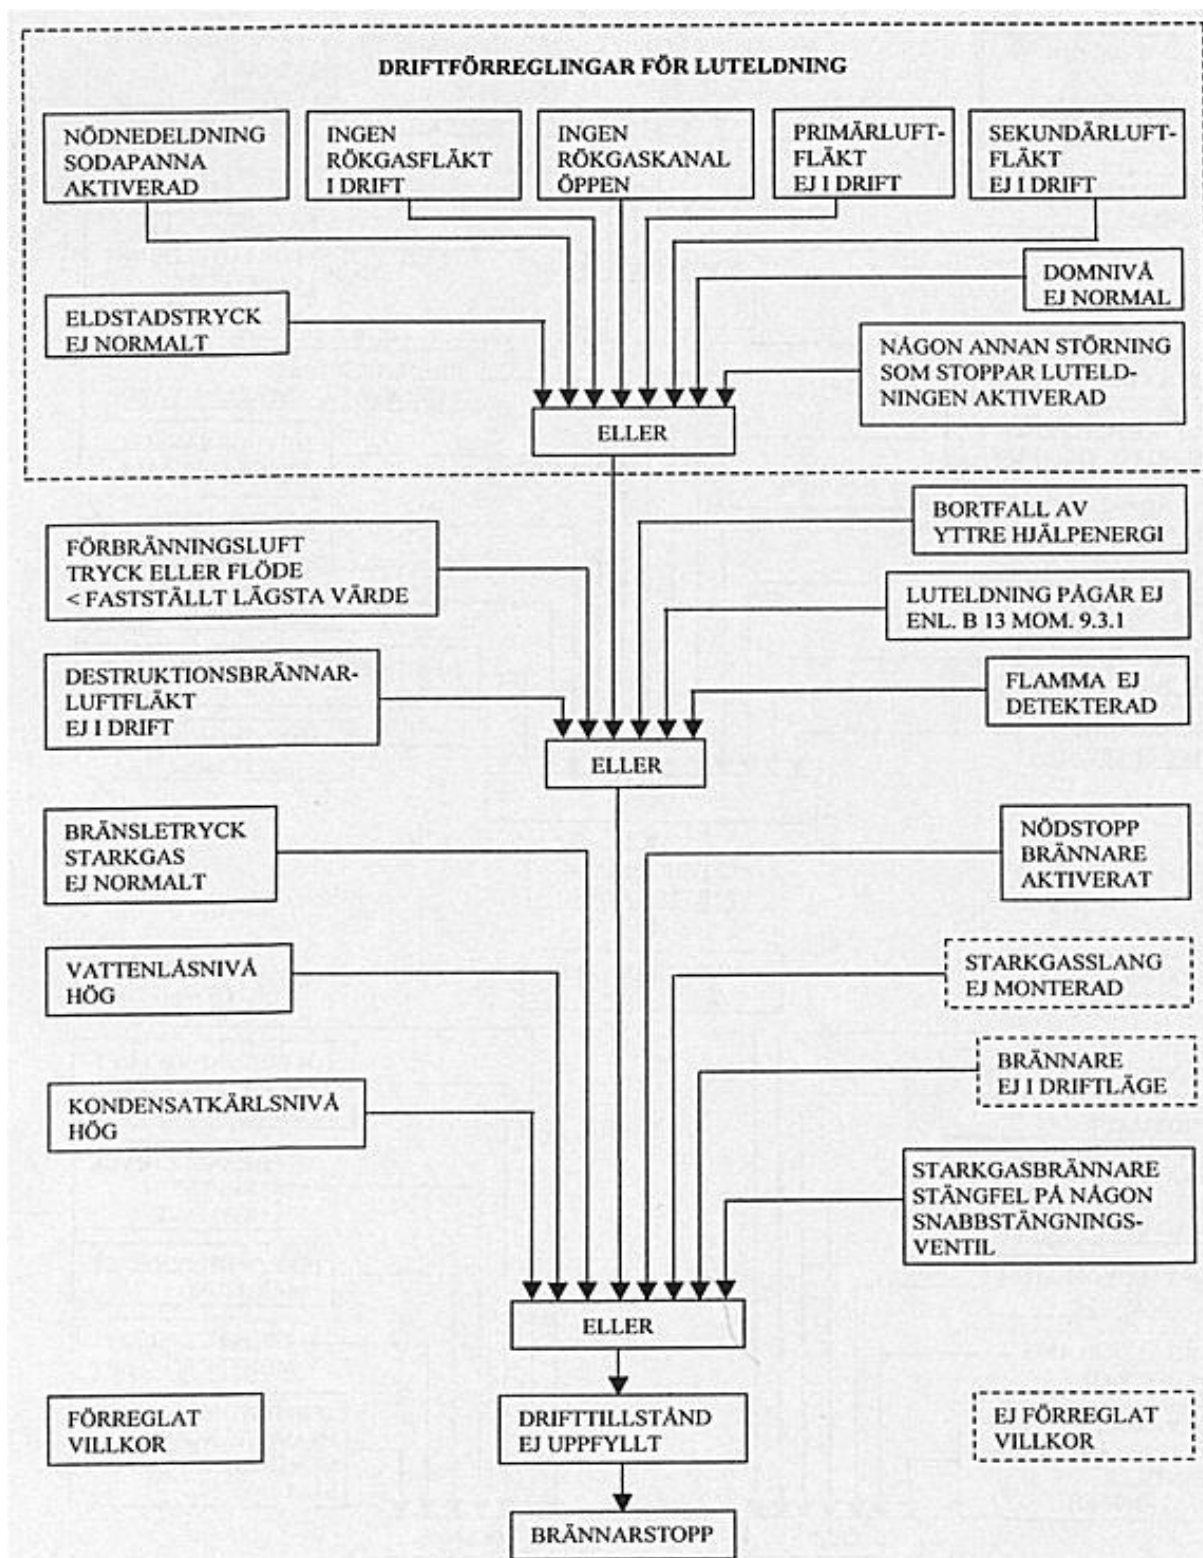 DRIFTFÖRREGLINGAR FÖR LUTELDNING
NÖDNEDELDNING
SODAPANNA
AKTIVERAD
INGEN
RÖKGASFLÄKT
I DRIFT
INGEN
RÖKGASKANAL
ÖPPEN
PRIMÄRLUFT-
FLÄKT
EJ I DRIFT
SEKUNDÄRLUFT-
FLÄKT
EJ I DRIFT
DOMNIVÅ
EJ NORMAL
ELDSTADSTRYCK
EJ NORMALT
NÅGON ANNAN STÖRNING
SOM STOPPAR LUTELD-
NINGEN AKTIVERAD
ELLER
BORTFALL AV
YTTRE HJÄLPENERGI
FÖRBRÄNNINGSLUFT
TRYCK ELLER FLÖDE
< FASTSTÄLLT LÄGSTA VÄRDE
LUTELDNING PÅGÅR EJ
ENL. B 13 MOM. 9.3.1
DESTRUKTIONSBRÄNNAR-
LUFTFLÄKT
EJ I DRIFT
FLAMMA EJ
DETEKTERAD
ELLER
BRÄNSLETRYCK
STARKGAS
EJ NORMALT
NÖDSTOPP
BRÄNNARE
AKTIVERAT
VATTENLÅSNIVÅ
HÖG
STARKGASSLANG
EJ MONTERAD
BRÄNNARE
EJ I DRIFTLÄGE
KONDENSATKÄRLSNIVÅ
HÖG
STARKGASBRÄNNARE
STÄNGFEL PÅ NÅGON
SNABBSTÄNGNINGS-
VENTIL
ELLER
FÖRREGLAT
VILLKOR
DRIFTTILLSTÅND
EJ UPPFYLLT
EJ FÖRREGLAT
VILLKOR
BRÄNNARSTOPP